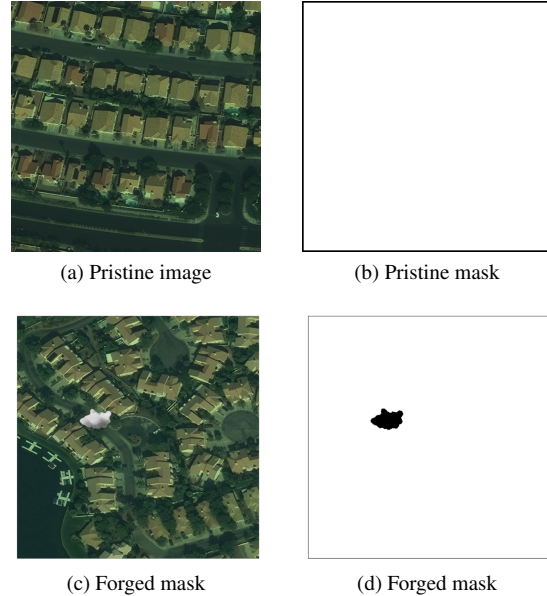 (a) Pristine image
(b) Pristine mask
(c) Forged mask
(d) Forged mask